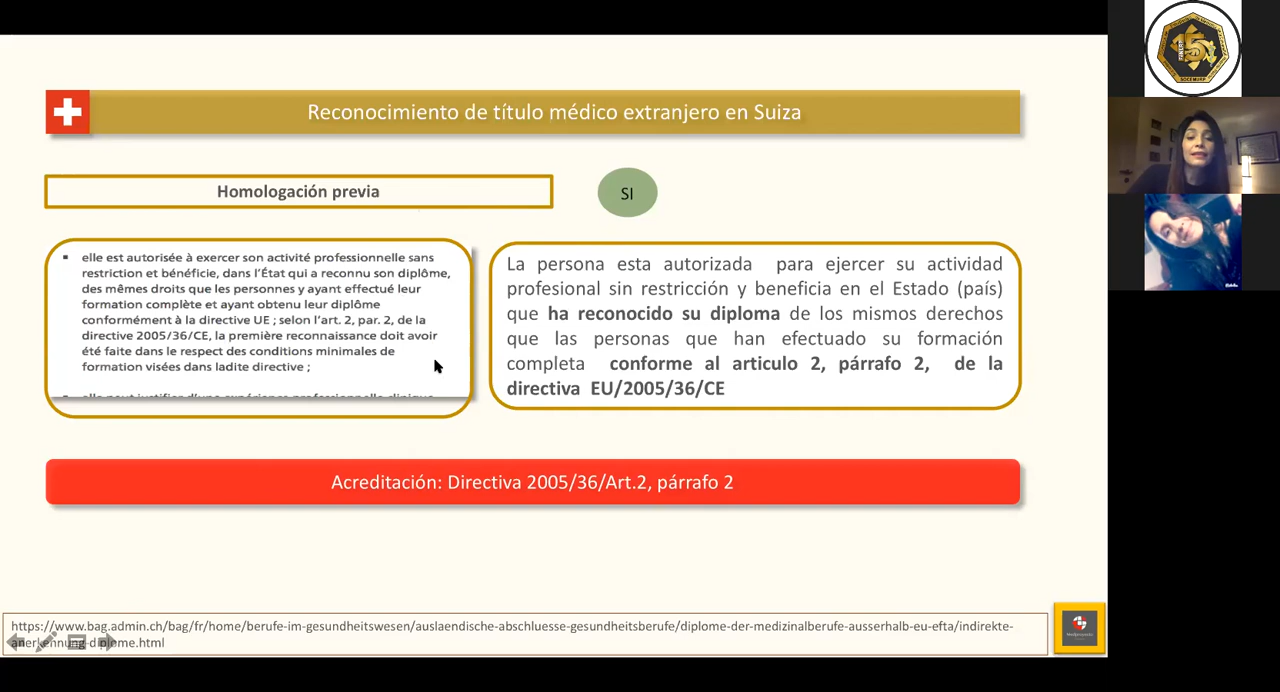 Reconocimiento de título médico extranjero en Suiza
Homologación previa
SI
▪ elle est autorisée à exercer son activité professionnelle sans
restriction et bénéficie, dans l'État qui a reconnu son diplôme,
des mêmes droits que les personnes y ayant effectué leur
formation complète et ayant obtenu leur diplôme
conformément à la directive UE ; selon l'art. 2, par. 2, de la
directive 2005/36/CE, la première reconnaissance doit avoir
été faite dans le respect des conditions minimales de
formation visées dans ladite directive ;
La persona esta autorizada para ejercer su actividad
profesional sin restricción y beneficia en el Estado (país)
que ha reconocido su diploma de los mismos derechos
que las personas que han efectuado su formación
completa conforme al articulo 2, párrafo 2, de la
directiva EU/2005/36/CE
Acreditación: Directiva 2005/36/Art.2, párrafo 2
https://www.bag.admin.ch/bag/fr/home/berufe-im-gesundheitswesen/auslaendische-abschluesse-gesundheitsberufe/diplome-der-medizinalberufe-ausserhalb-eu-efta/indirekte-
anerkennung-diplome.html
15